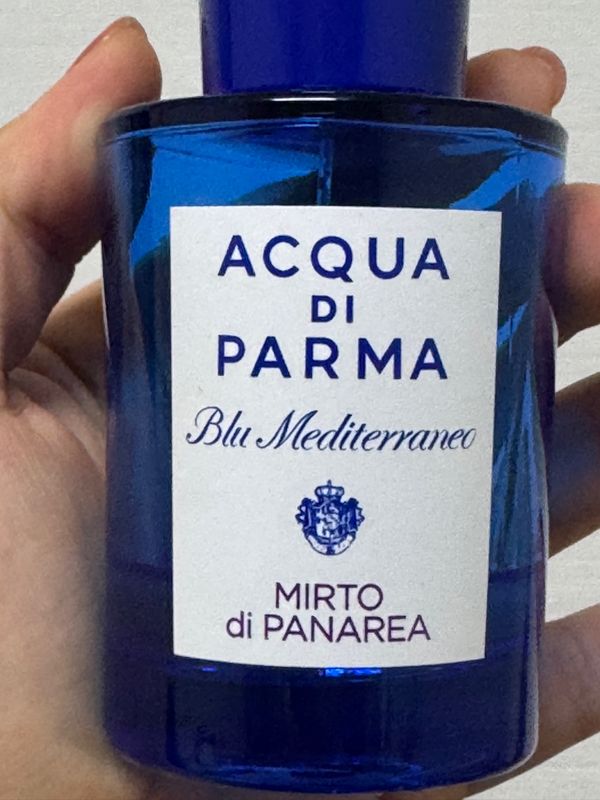 ACQUA
DI
PARMA
Blu Mediterraneo
MIRTO
di PANAREA